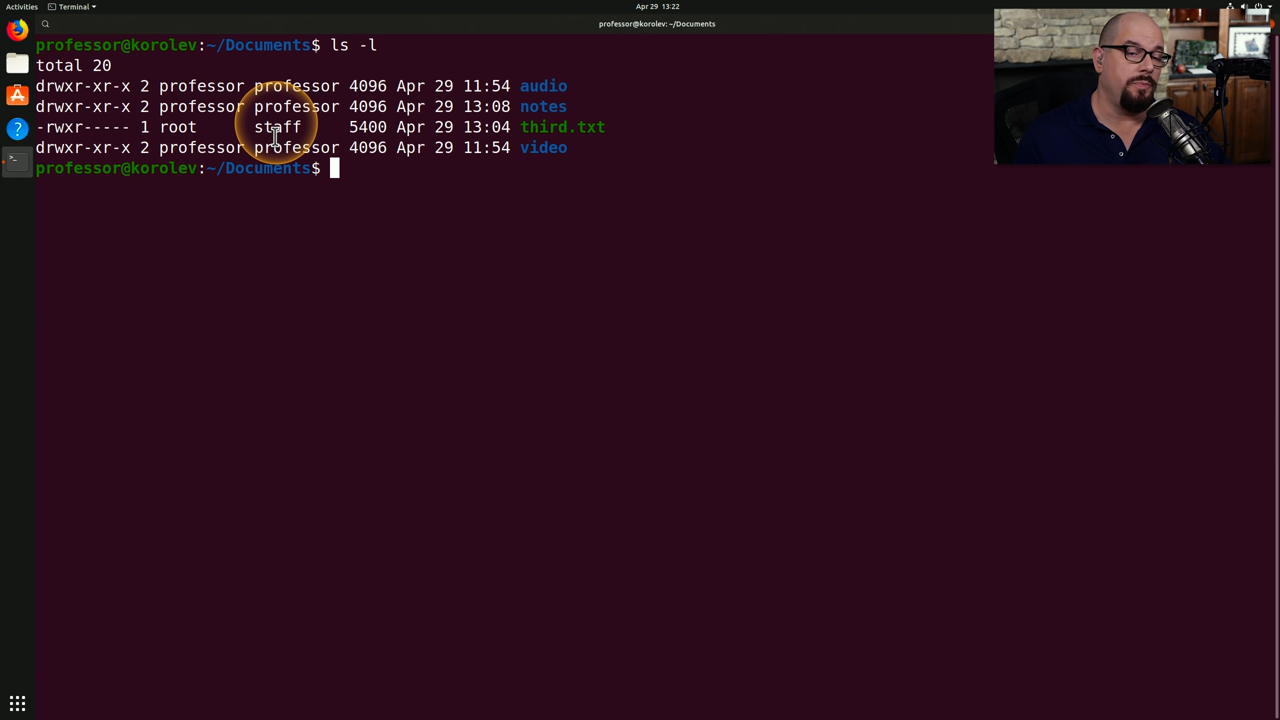 Activities Terminal Apr 29 13:22
professor@korolev: ~/Documents
professor@korolev:~/Documents$ ls -l
total 20
drwxr-xr-x 2 professor professor 4096 Apr 29 11:54 audio
drwxr-xr-x 2 professor professor 4096 Apr 29 13:08 notes
-rwxr----- 1 root staff 5400 Apr 29 13:04 third.txt
drwxr-xr-x 2 professor professor 4096 Apr 29 11:54 video
professor@korolev:~/Documents$